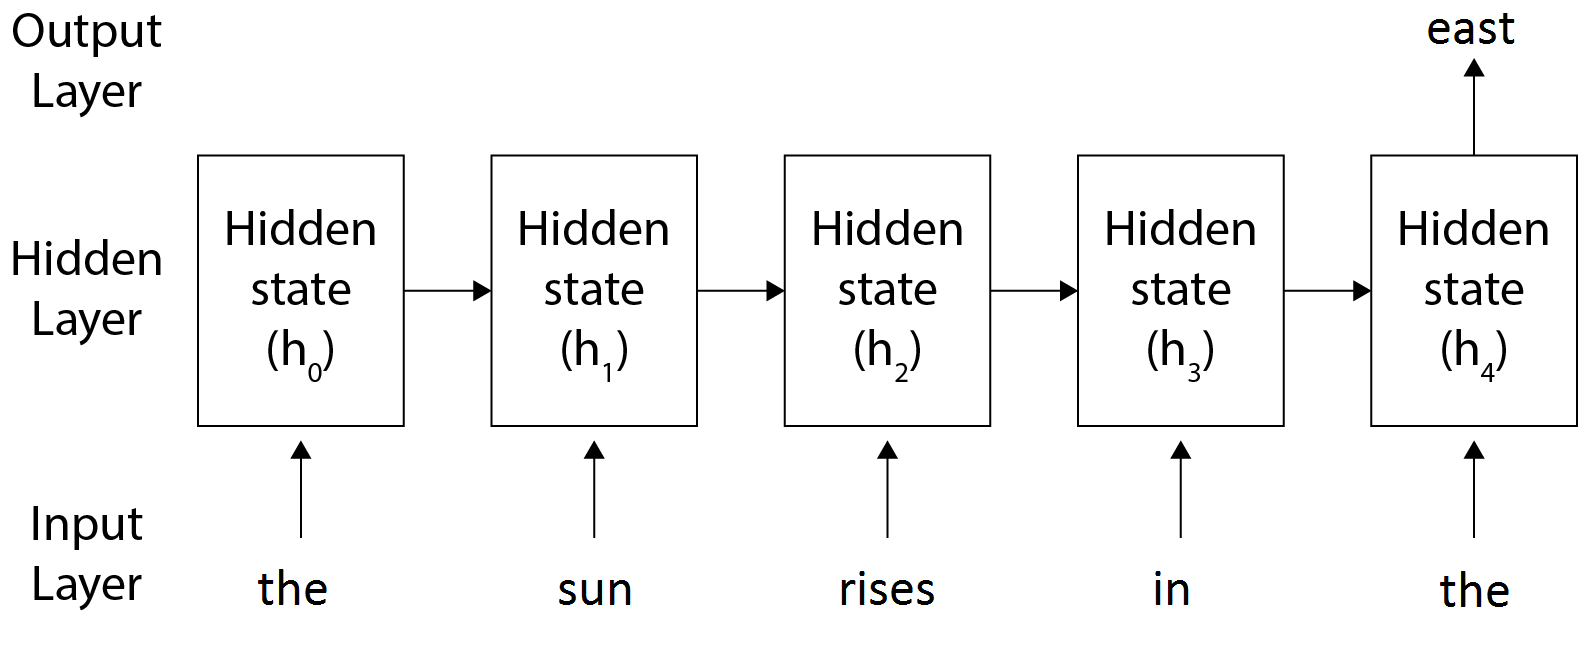 Output
Layer
east
Hidden
Layer
Hidden
state
(h0)
Hidden
state
(h1)
Hidden
state
(h2)
Hidden
state
(h3)
Hidden
state
(h4)
Input
Layer
the
sun
rises
in
the